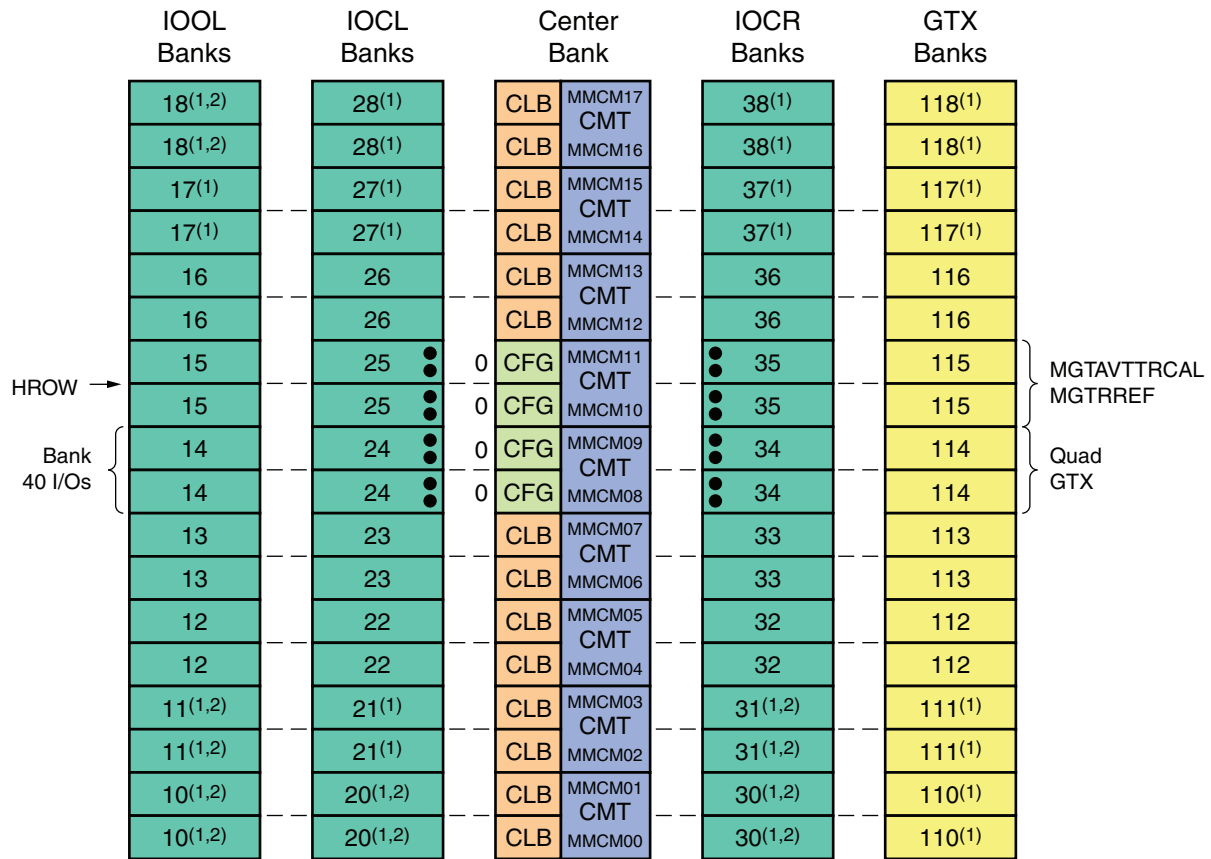 IOOL Banks IOCL Banks Center Bank IOCR Banks GTX Banks
18(1,2) 28(1) CLB MMCM17 38(1) 118(1)
CMT
18(1,2) 28(1) CLB MMCM16 38(1) 118(1)
17(1) 27(1) CLB MMCM15 37(1) 117(1)
CMT
17(1) 27(1) CLB MMCM14 37(1) 117(1)
16 26 CLB MMCM13 36 116
CMT
16 26 CLB MMCM12 36 116
15 25 0 CFG MMCM11 35 115
HROW CMT MGTAVTTRCAL MGTRREF
15 25 0 CFG MMCM10 35 115
14 24 0 CFG MMCM09 34 114
Bank 40 I/Os CMT Quad GTX
14 24 0 CFG MMCM08 34 114
13 23 CLB MMCM07 33 113
CMT
13 23 CLB MMCM06 33 113
12 22 CLB MMCM05 32 112
CMT
12 22 CLB MMCM04 32 112
11(1,2) 21(1) CLB MMCM03 31(1,2) 111(1)
CMT
11(1,2) 21(1) CLB MMCM02 31(1,2) 111(1)
10(1,2) 20(1,2) CLB MMCM01 30(1,2) 110(1)
CMT
10(1,2) 20(1,2) CLB MMCM00 30(1,2) 110(1)